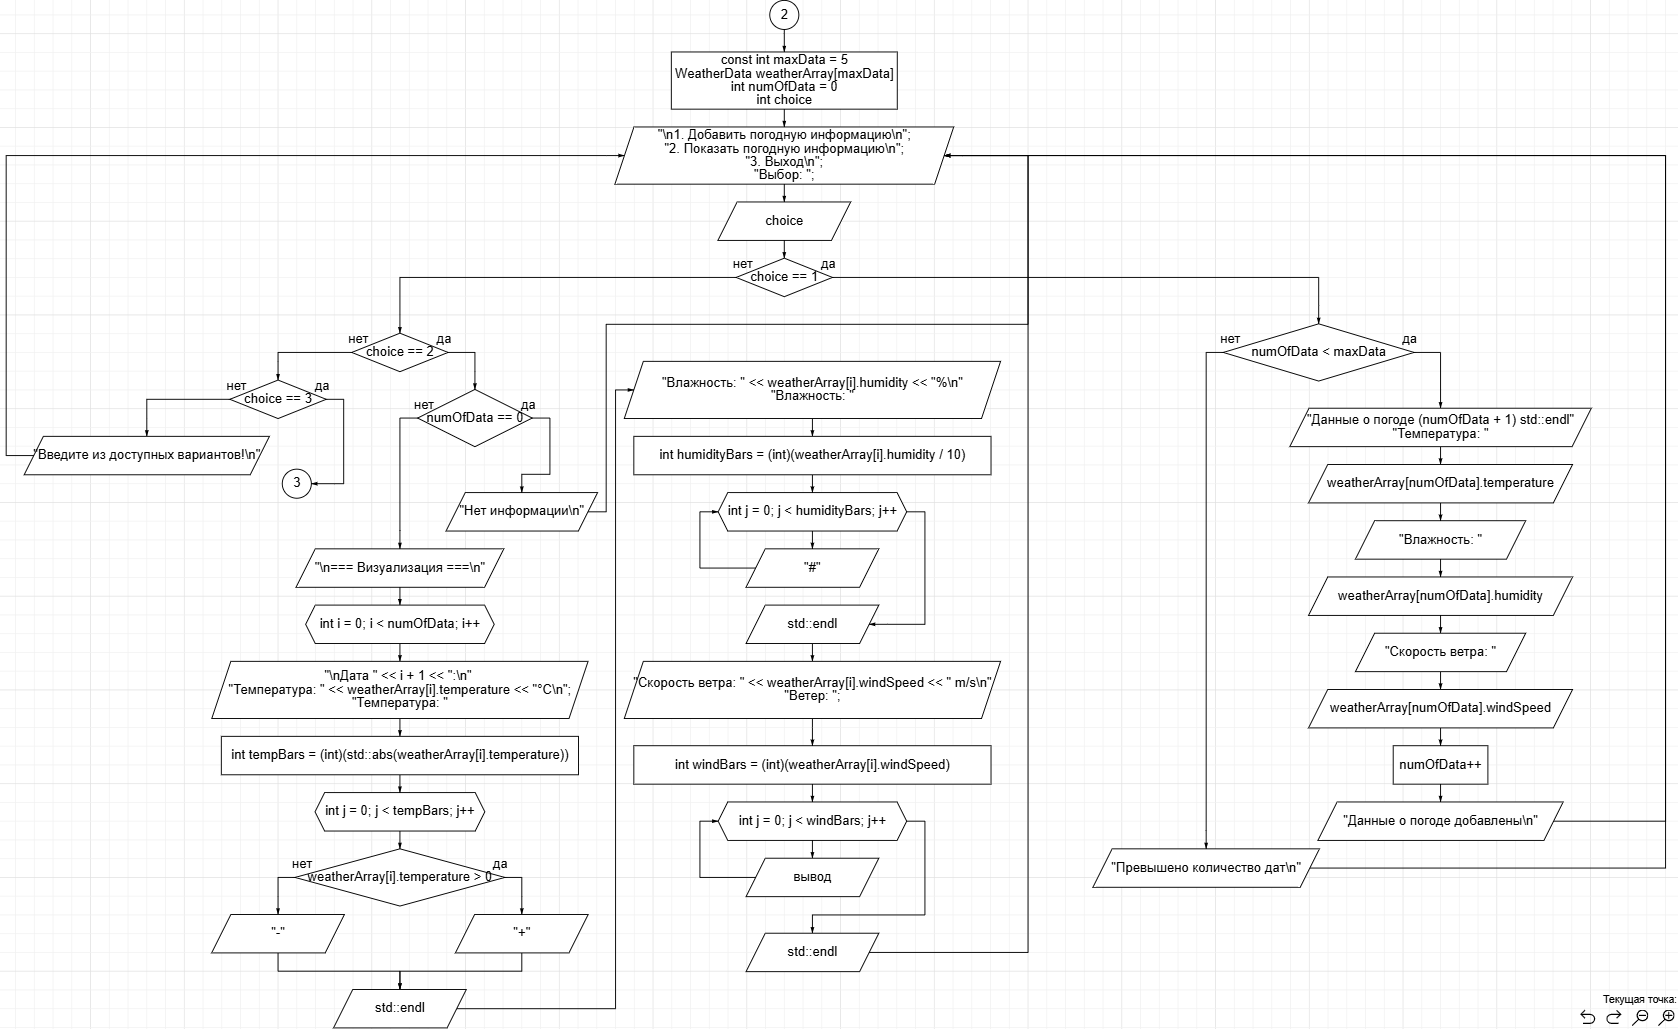 2
const int maxData = 5
WeatherData weatherArray[maxData]
int numOfData = 0
int choice
"\n1. Добавить погодную информацию\n";
"2. Показать погодную информацию\n";
"3. Выход\n";
"Выбор: ";
choice
нет
да
choice == 1
нет
да
choice == 2
нет
да
choice == 3
"Введите из доступных вариантов!\n"
3
нет
да
numOfData == 0
"Нет информации\n"
"\n=== Визуализация ===\n"
int i = 0; i < numOfData; i++
"\nДата " << i + 1 << ":\n"
"Температура: " << weatherArray[i].temperature << "°C\n";
"Температура: "
int tempBars = (int)(std::abs(weatherArray[i].temperature))
int j = 0; j < tempBars; j++
нет
да
weatherArray[i].temperature > 0
"-"
"+"
std::endl
"Влажность: " << weatherArray[i].humidity << "%\n"
"Влажность: "
int humidityBars = (int)(weatherArray[i].humidity / 10)
int j = 0; j < humidityBars; j++
"#"
std::endl
"Скорость ветра: " << weatherArray[i].windSpeed << " m/s\n"
"Ветер: ";
int windBars = (int)(weatherArray[i].windSpeed)
int j = 0; j < windBars; j++
вывод
std::endl
нет
да
numOfData < maxData
"Данные о погоде (numOfData + 1) std::endl"
"Температура: "
weatherArray[numOfData].temperature
"Влажность: "
weatherArray[numOfData].humidity
"Скорость ветра: "
weatherArray[numOfData].windSpeed
numOfData++
"Данные о погоде добавлены\n"
"Превышено количество дат\n"
Текущая точка: